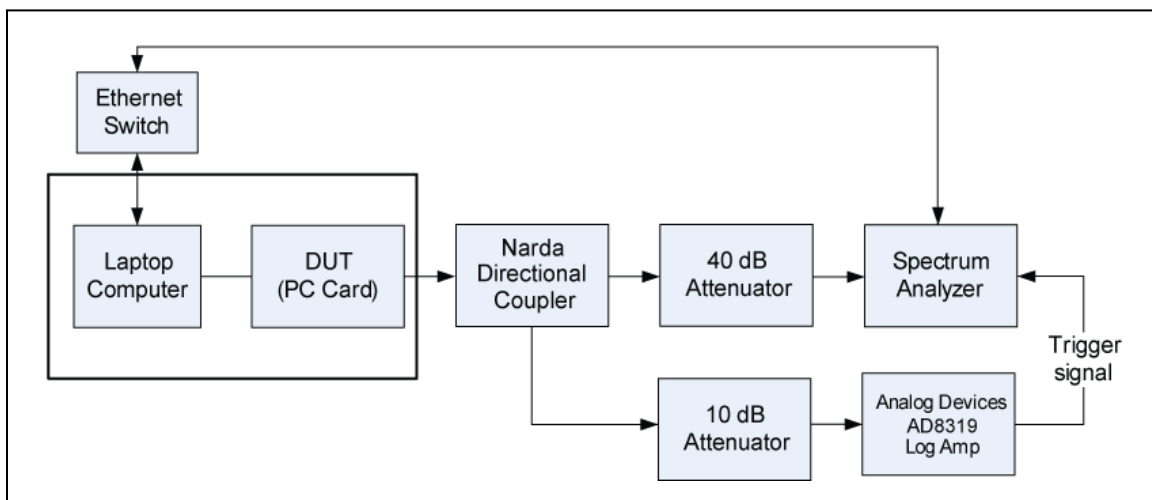 Ethernet
Switch
Laptop
Computer
DUT
(PC Card)
Narda
Directional
Coupler
40 dB
Attenuator
Spectrum
Analyzer
Trigger
signal
10 dB
Attenuator
Analog Devices
AD8319
Log Amp